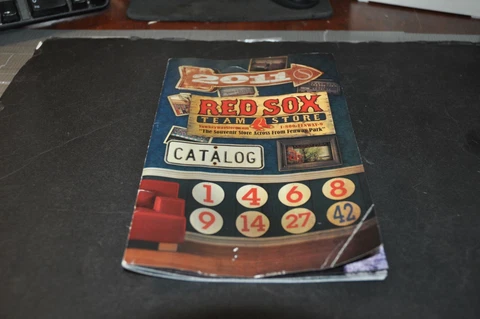 2011
RED SOX
TEAM STORE
"The Souvenir Store Across From Fenway Park"
CATALOG
1 4 6 8
9 14 27 42